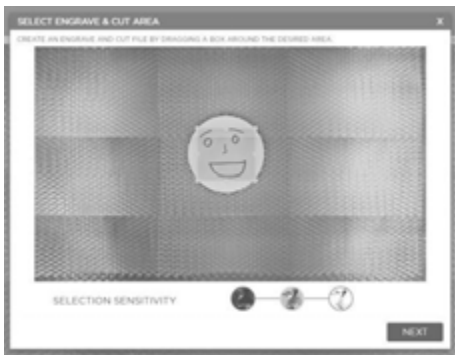 SELECT ENGRAVE & CUT AREA X
CREATE AN ENGRAVE AND CUT FILE BY DRAGGING A BOX AROUND THE DESIRED AREA.
SELECTION SENSITIVITY
NEXT